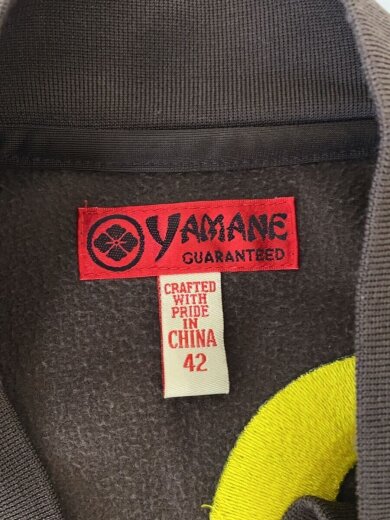 YAMANE
GUARANTEED
CRAFTED
WITH
PRIDE
IN
CHINA
42